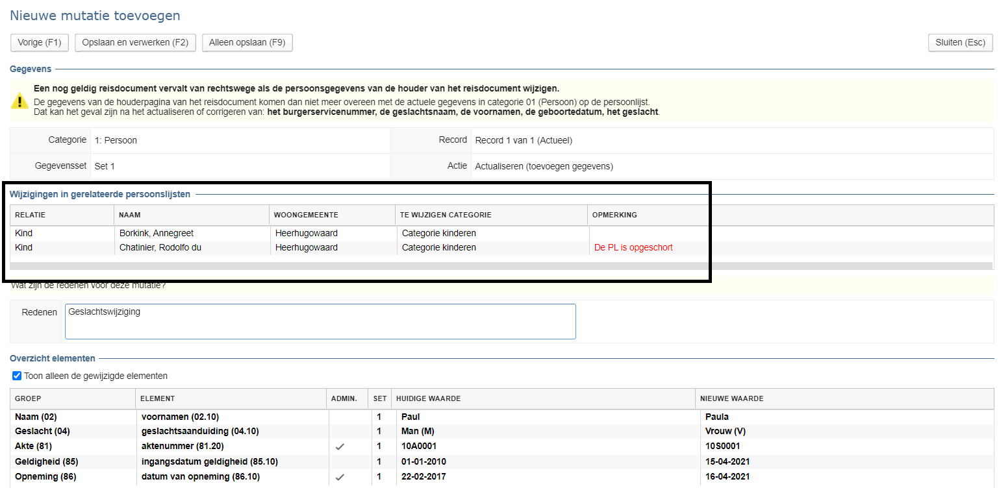 Nieuwe mutatie toevoegen
Vorige (F1) Opslaan en verwerken (F2) Alleen opslaan (F9) Sluiten (Esc)
Gegevens
Een nog geldig reisdocument vervalt van rechtswege als de persoonsgegevens van de houder van het reisdocument wijzigen.
De gegevens van de houderpagina van het reisdocument komen dan niet meer overeen met de actuele gegevens in categorie 01 (Persoon) op de persoonlijst.
Dat kan het geval zijn na het actualiseren of corrigeren van: het burgerservicenummer, de geslachtsnaam, de voornamen, de geboortedatum, het geslacht.
Categorie 1: Persoon Record Record 1 van 1 (Actueel)
Gegevensset Set 1 Actie Actualiseren (toevoegen gegevens)
Wijzigingen in gerelateerde persoonslijsten
RELATIE NAAM WOONGEMEENTE TE WIJZIGEN CATEGORIE OPMERKING
Kind Borkink, Annegreet Heerhugowaard Categorie kinderen
Kind Chatinier, Rodolfo du Heerhugowaard Categorie kinderen De PL is opgeschort
Wat zijn de redenen voor deze mutatie?
Redenen Geslachtswijziging
Overzicht elementen
Toon alleen de gewijzigde elementen
GROEP ELEMENT ADMIN. SET HUIDIGE WAARDE NIEUWE WAARDE
Naam (02) voornamen (02.10) 1 Paul Paula
Geslacht (04) geslachtsaanduiding (04.10) 1 Man (M) Vrouw (V)
Akte (81) aktenummer (81.20) 1 10A0001 10S0001
Geldigheid (85) ingangsdatum geldigheid (85.10) 1 01-01-2010 15-04-2021
Opneming (86) datum van opneming (86.10) 1 22-02-2017 16-04-2021